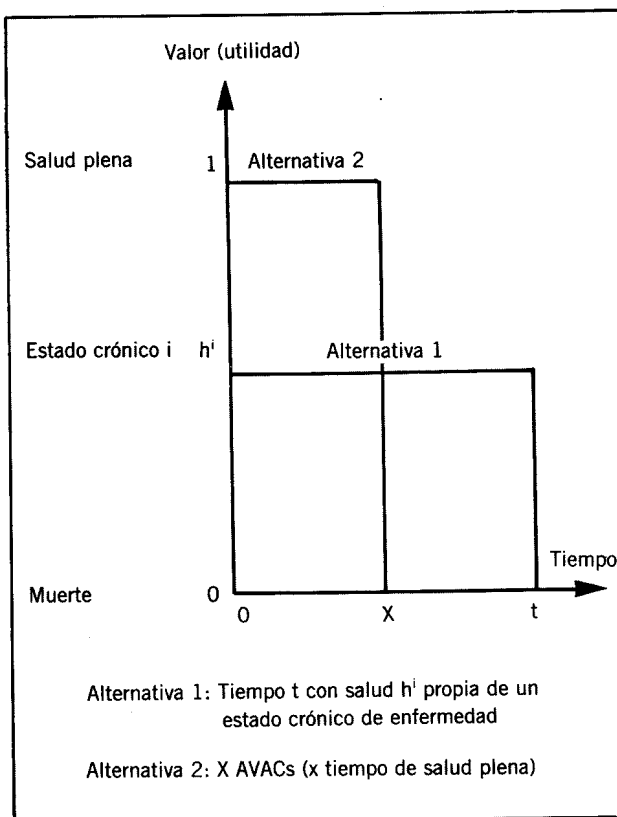 Valor (utilidad)
Salud plena 1 Alternativa 2
Estado crónico i hⁱ Alternativa 1
Tiempo
Muerte 0
0 X t
Alternativa 1: Tiempo t con salud hⁱ propia de un
estado crónico de enfermedad
Alternativa 2: X AVACs (x tiempo de salud plena)